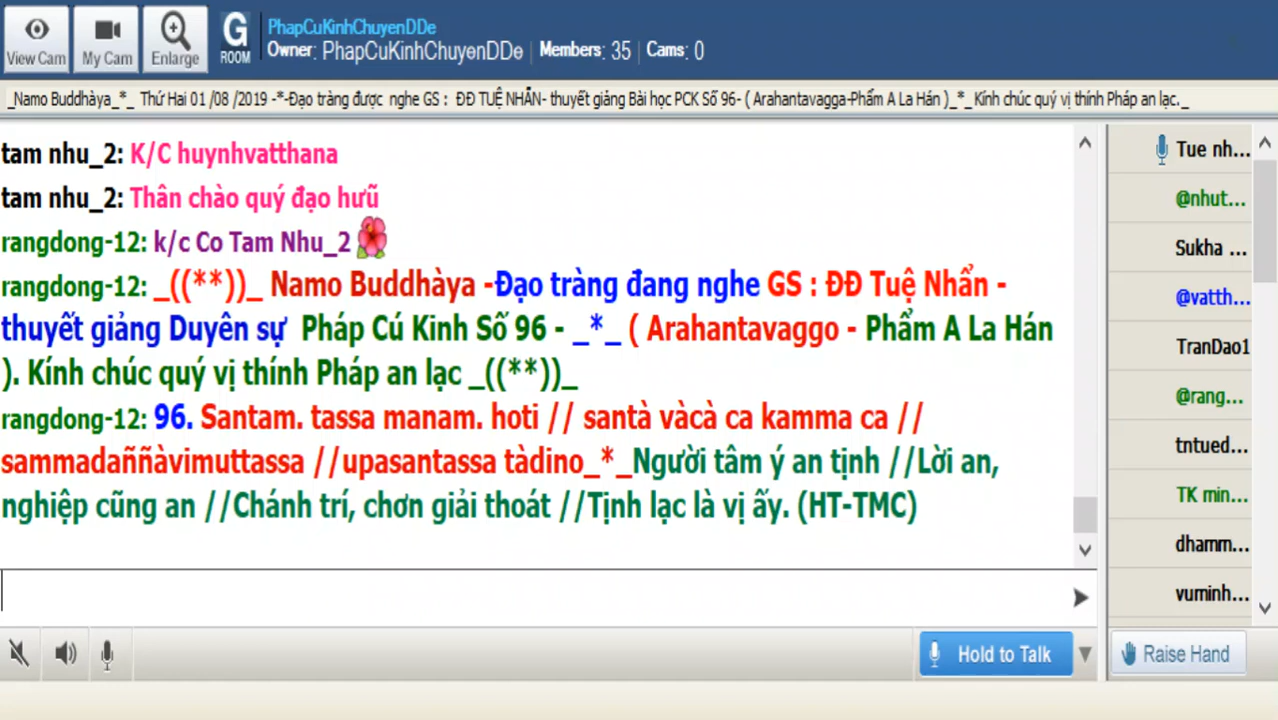 PhapCuKinhChuyenDDe
Owner: PhapCuKinhChuyenDDe Members: 35 Cams: 0
View Cam My Cam Enlarge G ROOM
_Namo Buddhàya_*_ Thứ Hai 01 /08 /2019 -*-Đạo tràng được nghe GS : ĐĐ TUỆ NHẪN- thuyết giảng Bài học PCK Số 96- ( Arahantavagga-Phẩm A La Hán )_*_ Kính chúc quý vị thính Pháp an lạc._
tam nhu_2: K/C huynhvatthana
tam nhu_2: Thân chào quý đạo hưũ
rangdong-12: k/c Co Tam Nhu_2
rangdong-12: _((**))_ Namo Buddhàya -Đạo tràng đang nghe GS : ĐĐ Tuệ Nhẩn -
thuyết giảng Duyên sự Pháp Cú Kinh Số 96 - _*_ ( Arahantavaggo - Phẩm A La Hán
). Kính chúc quý vị thính Pháp an lạc _((**))_
rangdong-12: 96. Santam. tassa manam. hoti // santà vàcà ca kamma ca //
sammadaññàvimuttassa //upasantassa tàdino_*_Người tâm ý an tịnh //Lời an,
nghiệp cũng an //Chánh trí, chơn giải thoát //Tịnh lạc là vị ấy. (HT-TMC)
Tue nh...
@nhut...
Sukha ...
@vatth...
TranDao1
@rang...
tntued...
TK min...
dhamm...
vuminh...
Hold to Talk
Raise Hand